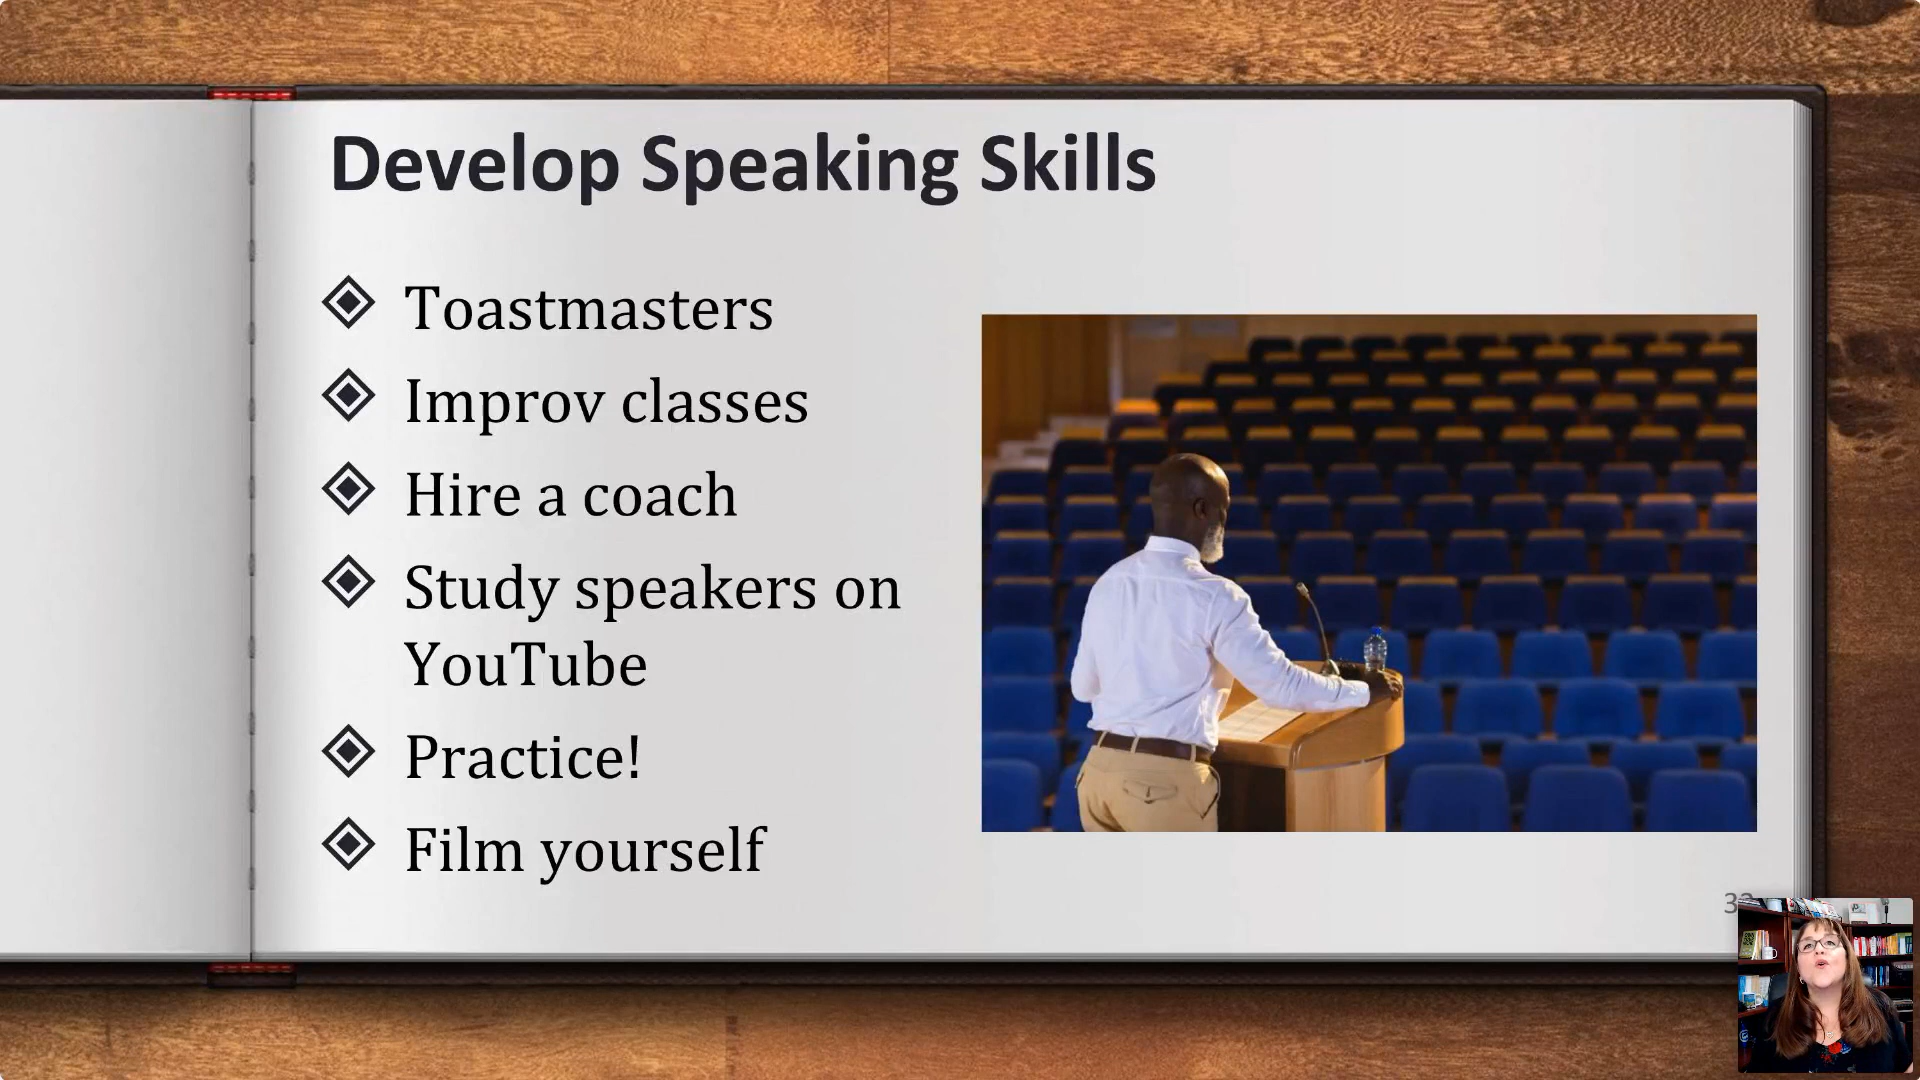 Develop Speaking Skills
Toastmasters
Improv classes
Hire a coach
Study speakers on
YouTube
Practice!
Film yourself